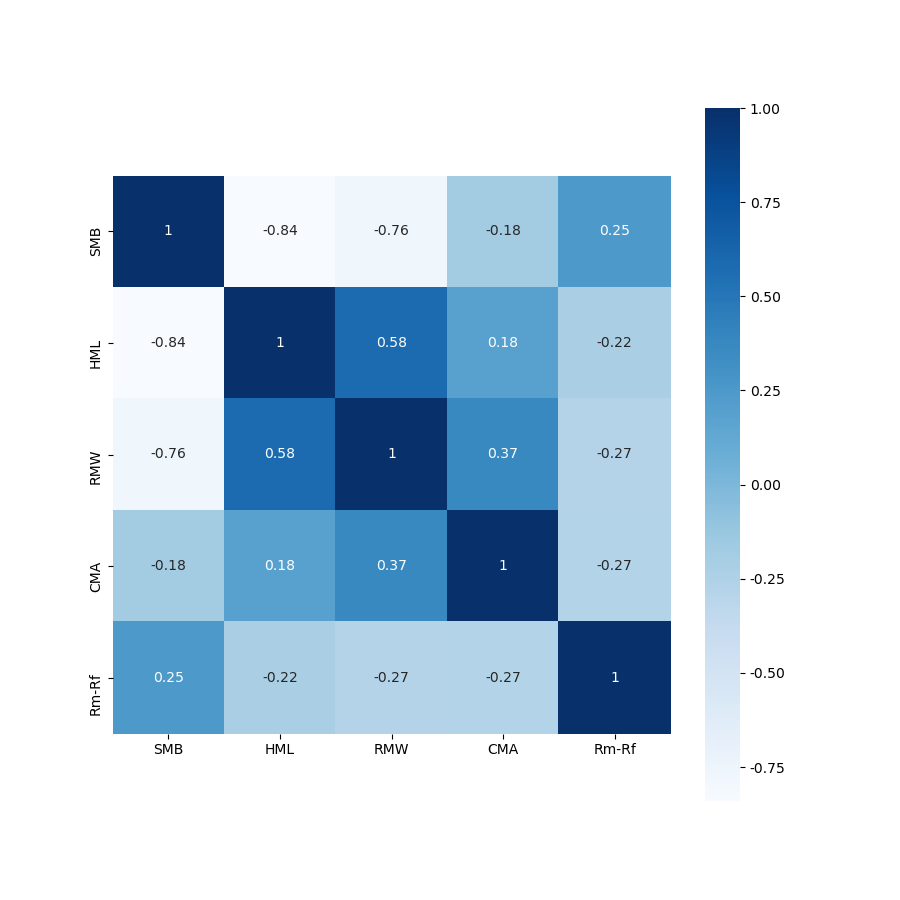 SMB 1 -0.84 -0.76 -0.18 0.25
HML -0.84 1 0.58 0.18 -0.22
RMW -0.76 0.58 1 0.37 -0.27
CMA -0.18 0.18 0.37 1 -0.27
Rm-Rf 0.25 -0.22 -0.27 -0.27 1
SMB HML RMW CMA Rm-Rf
1.00
0.75
0.50
0.25
0.00
-0.25
-0.50
-0.75